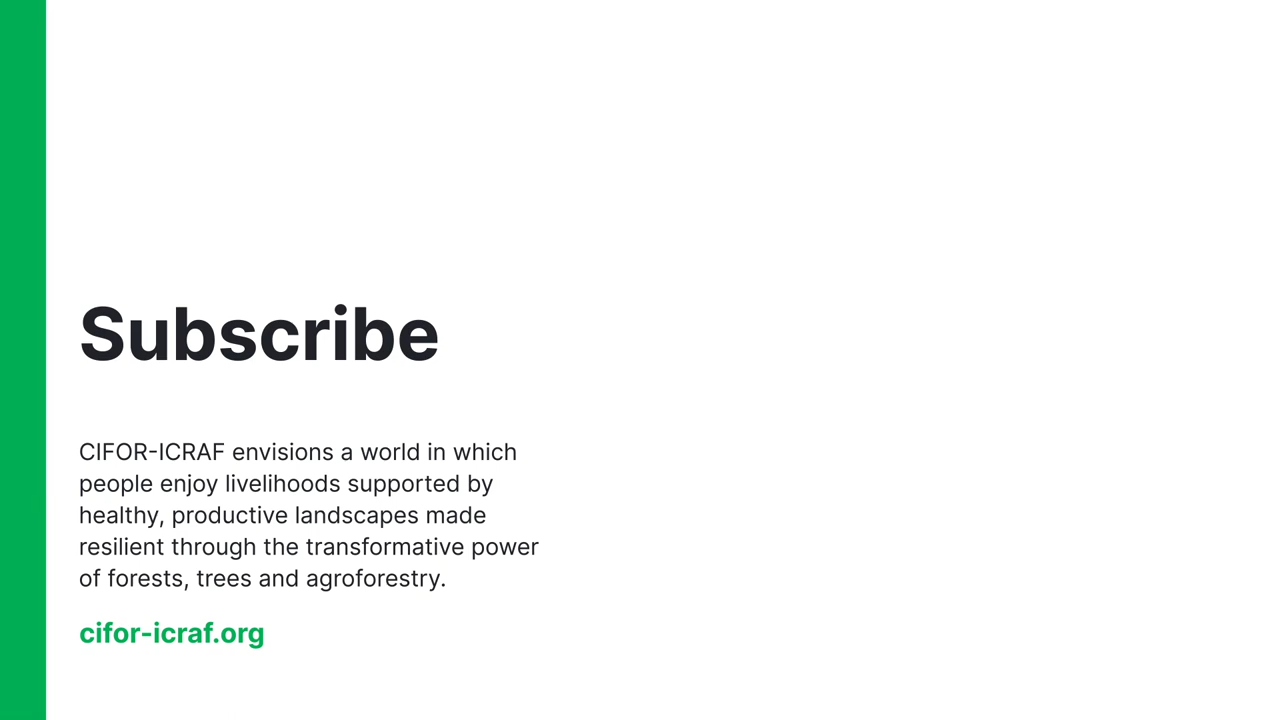 Subscribe
CIFOR-ICRAF envisions a world in which
people enjoy livelihoods supported by
healthy, productive landscapes made
resilient through the transformative power
of forests, trees and agroforestry.
cifor-icraf.org